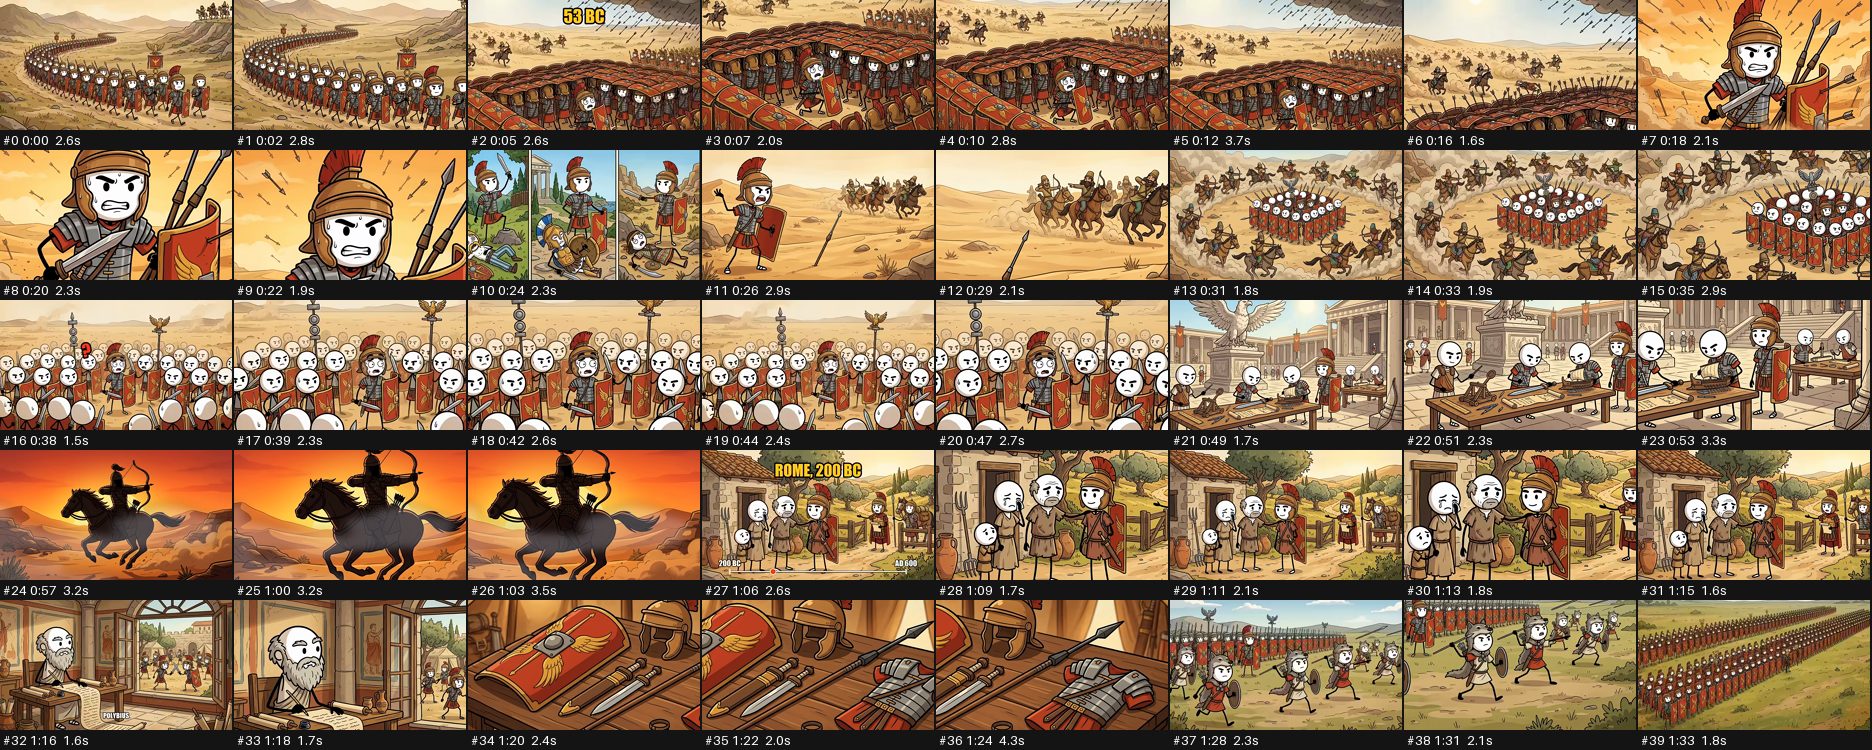 53 BC
#0 0:00 2.6s
#1 0:02 2.8s
#2 0:05 2.6s
#3 0:07 2.0s
#4 0:10 2.8s
#5 0:12 3.7s
#6 0:16 1.6s
#7 0:18 2.1s
#8 0:20 2.3s
#9 0:22 1.9s
#10 0:24 2.3s
#11 0:26 2.9s
#12 0:29 2.1s
#13 0:31 1.8s
#14 0:33 1.9s
#15 0:35 2.9s
?
#16 0:38 1.5s
#17 0:39 2.3s
#18 0:42 2.6s
#19 0:44 2.4s
#20 0:47 2.7s
#21 0:49 1.7s
#22 0:51 2.3s
#23 0:53 3.3s
ROME, 200 BC
200 BC
AD 600
#24 0:57 3.2s
#25 1:00 3.2s
#26 1:03 3.5s
#27 1:06 2.6s
#28 1:09 1.7s
#29 1:11 2.1s
#30 1:13 1.8s
#31 1:15 1.6s
POLYBIUS
#32 1:16 1.6s
#33 1:18 1.7s
#34 1:20 2.4s
#35 1:22 2.0s
#36 1:24 4.3s
#37 1:28 2.3s
#38 1:31 2.1s
#39 1:33 1.8s